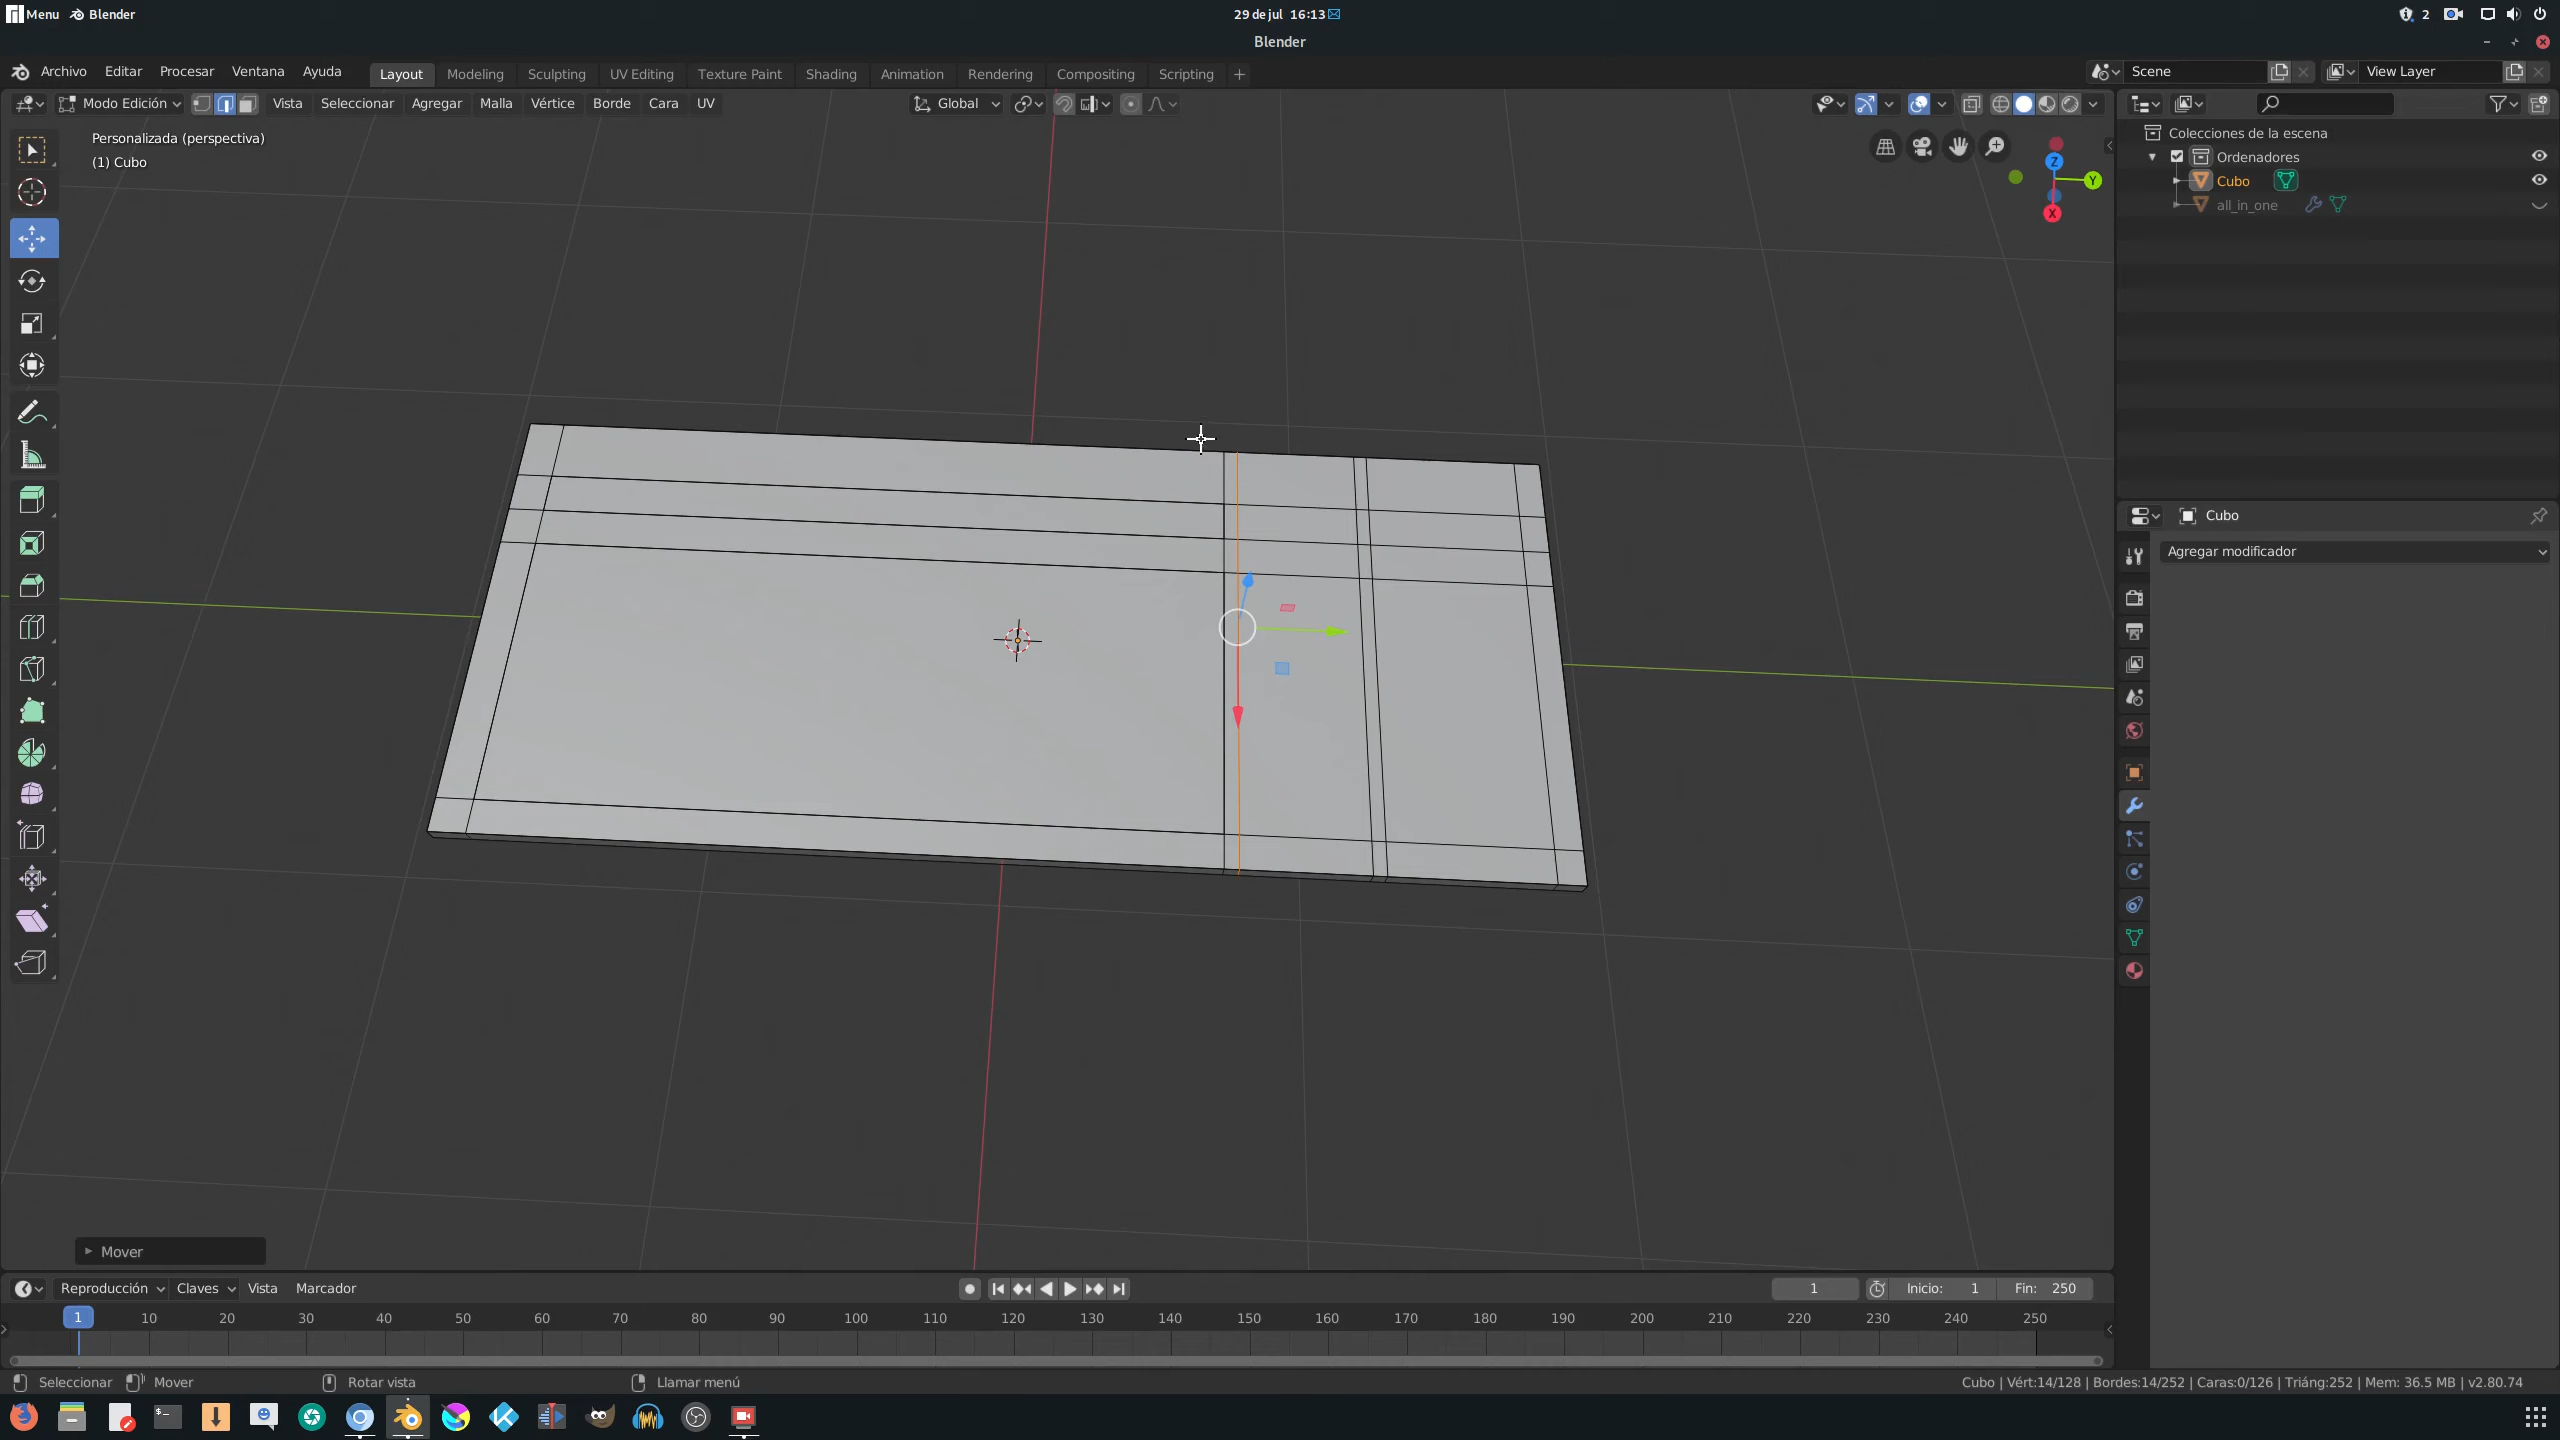 Menu Blender 29 de jul 16:13 2
Blender
Archivo Editar Procesar Ventana Ayuda Layout Modeling Sculpting UV Editing Texture Paint Shading Animation Rendering Compositing Scripting + Scene View Layer
Modo Edición Vista Seleccionar Agregar Malla Vértice Borde Cara UV Global
Personalizada (perspectiva)
(1) Cubo
Z
Y
X
Colecciones de la escena
Ordenadores
Cubo
all_in_one
Cubo
Agregar modificador
Mover
Reproducción Claves Vista Marcador 1 Inicio: 1 Fin: 250
1 10 20 30 40 50 60 70 80 90 100 110 120 130 140 150 160 170 180 190 200 210 220 230 240 250
Seleccionar Mover Rotar vista Llamar menú Cubo | Vért:14/128 | Bordes:14/252 | Caras:0/126 | Triáng:252 | Mem: 36.5 MB | v2.80.74